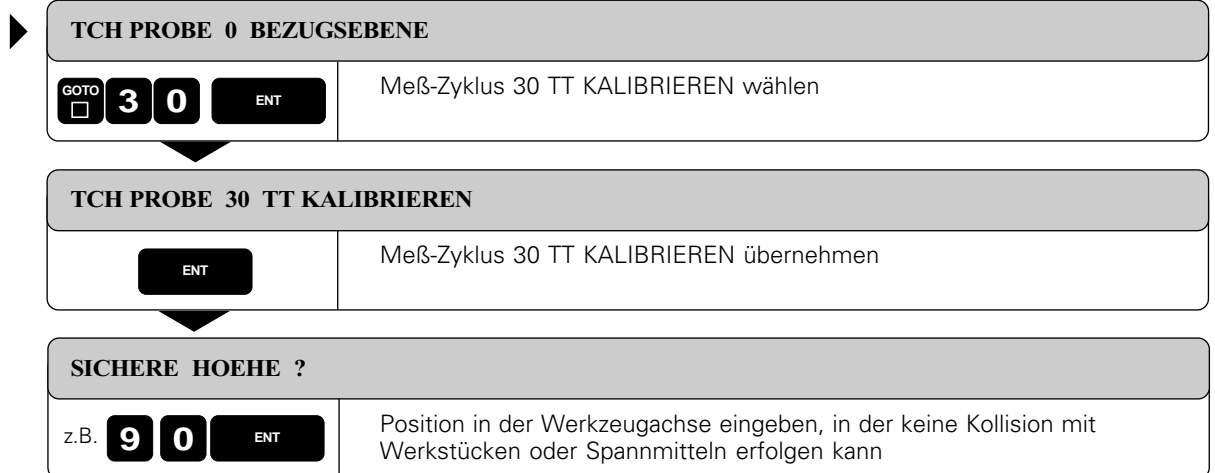 TCH PROBE 0 BEZUGSEBENE
GOTO 3 0 ENT
Meß-Zyklus 30 TT KALIBRIEREN wählen
TCH PROBE 30 TT KALIBRIEREN
ENT
Meß-Zyklus 30 TT KALIBRIEREN übernehmen
SICHERE HOEHE ?
z.B. 9 0 ENT
Position in der Werkzeugachse eingeben, in der keine Kollision mit
Werkstücken oder Spannmitteln erfolgen kann